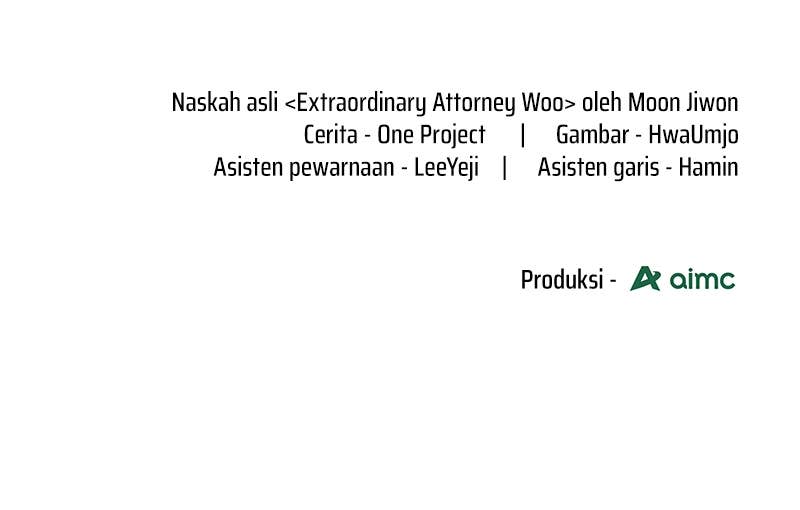 Naskah asli <Extraordinary Attorney Woo> oleh Moon Jiwon
Cerita - One Project | Gambar - HwaUmjo
Asisten pewarnaan - LeeYeji | Asisten garis - Hamin
Produksi - aimc